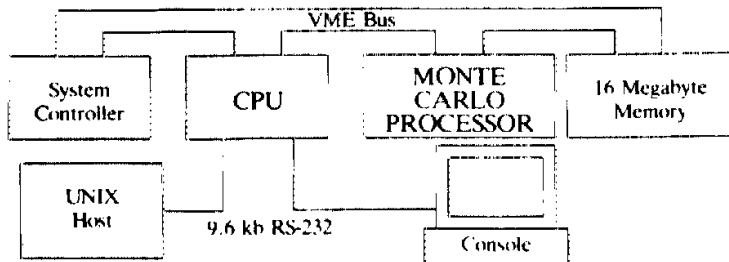 VME Bus
System
Controller
CPU
MONTE
CARLO
PROCESSOR
16 Megabyte
Memory
UNIX
Host
9.6 kb RS-232
Console